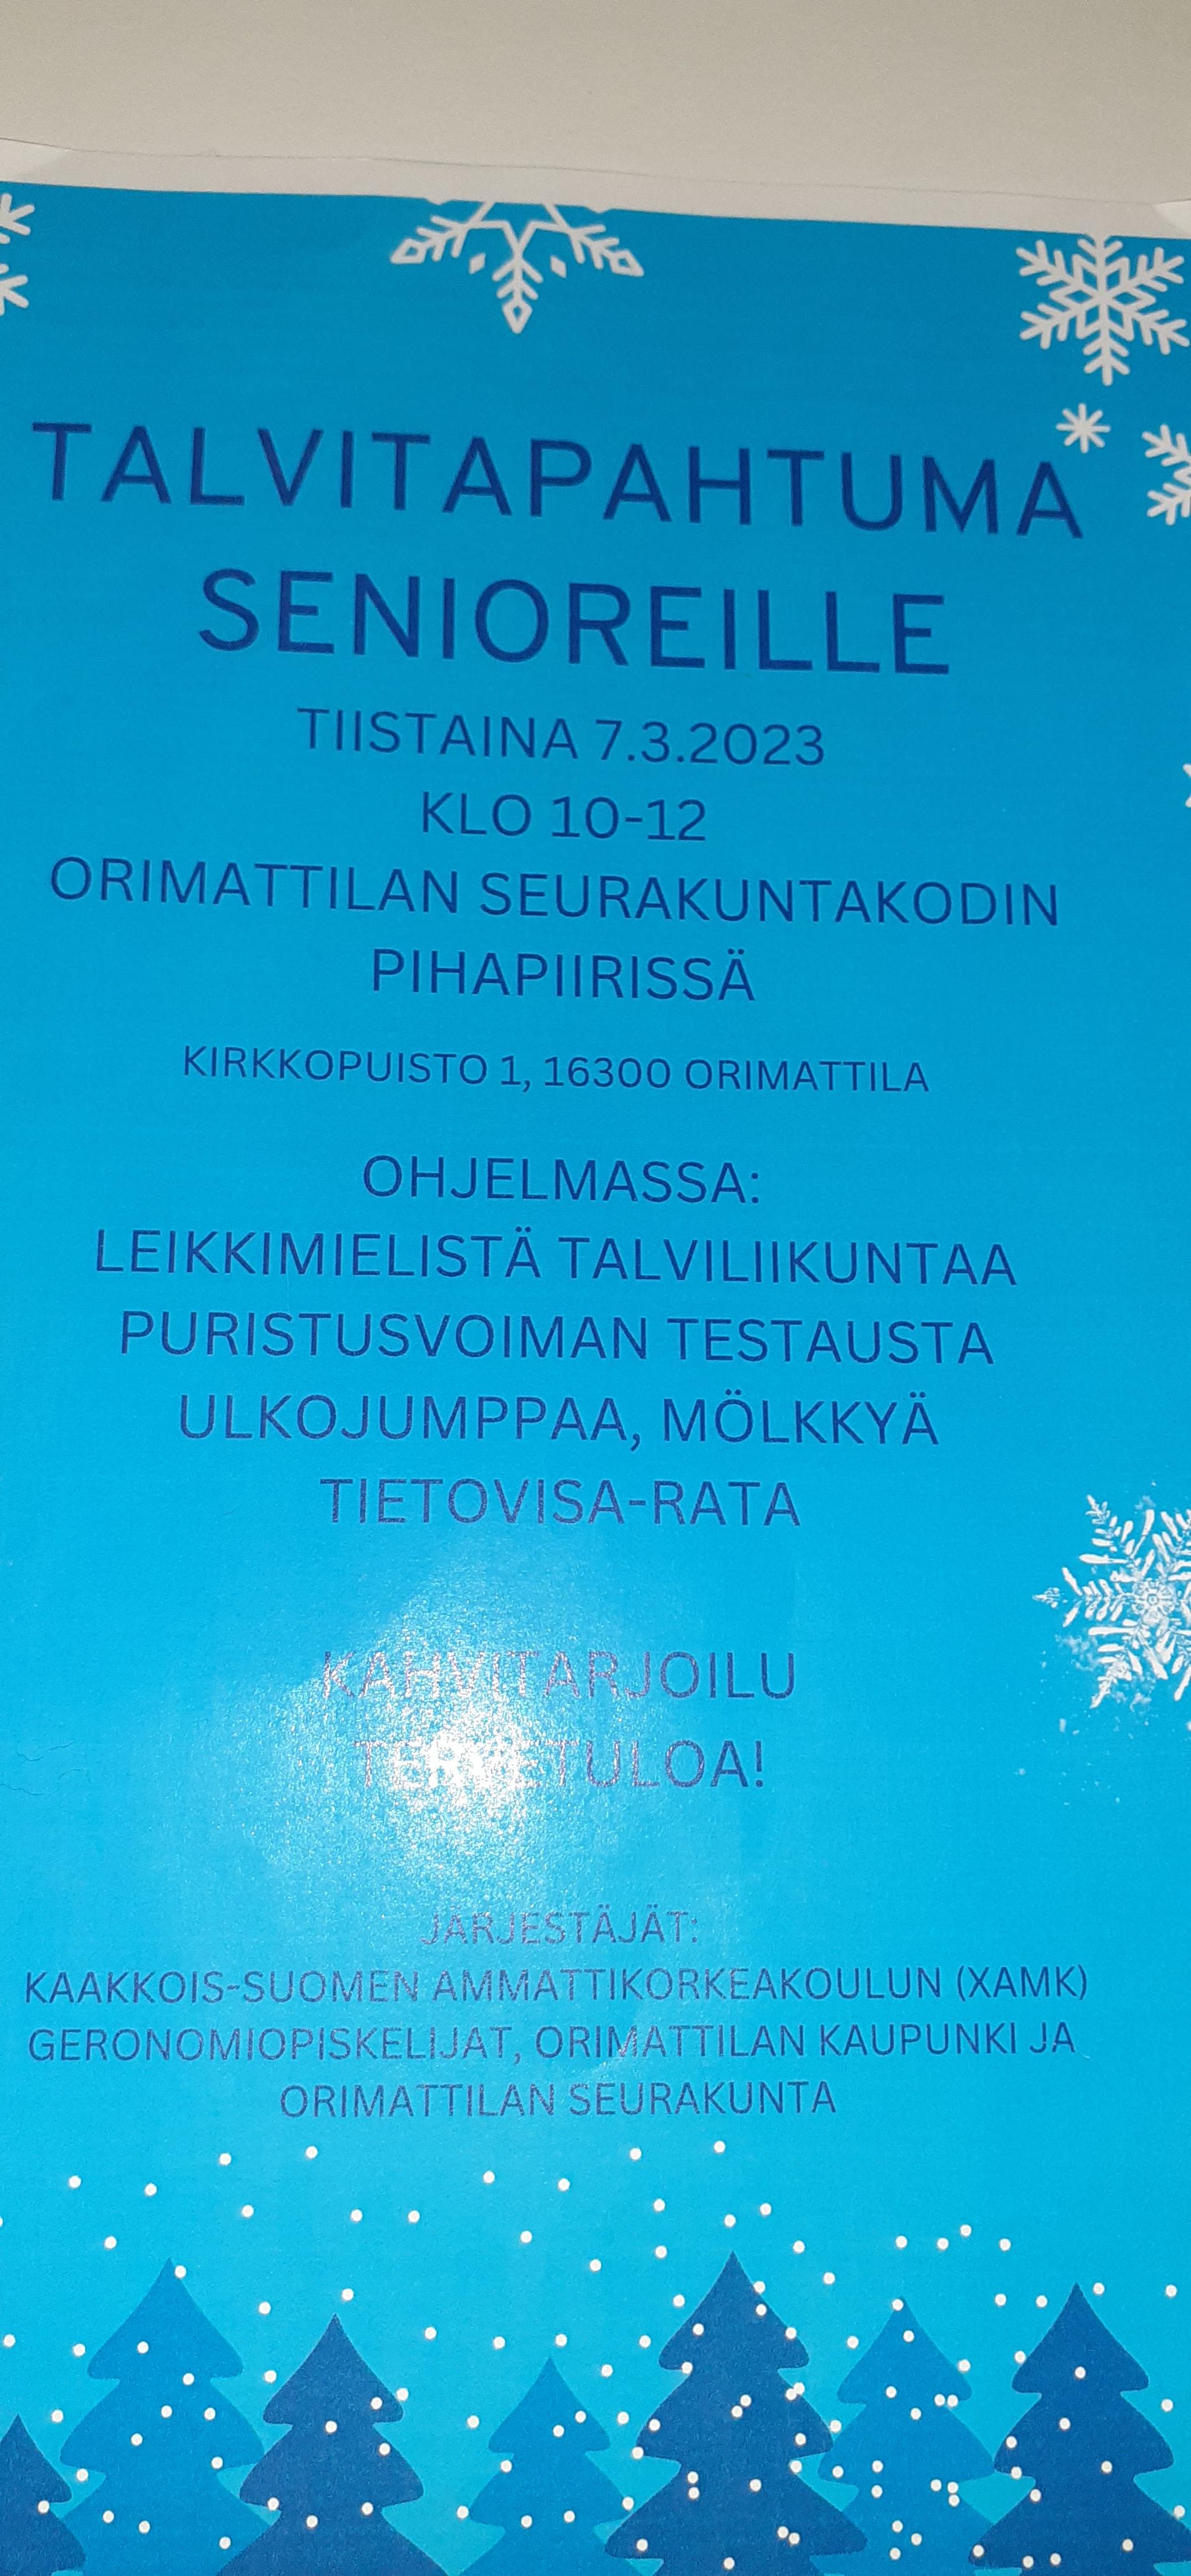 TALVITAPAHTUMA
SENIOREILLE
TIISTAINA 7.3.2023
KLO 10-12
ORIMATTILAN SEURAKUNTAKODIN
PIHAPIIRISSÄ
KIRKKOPUISTO 1, 16300 ORIMATTILA
OHJELMASSA:
LEIKKIMIELISTÄ TALVILIIKUNTAA
PURISTUSVOIMAN TESTAUSTA
ULKOJUMPPAA, MÖLKKYÄ
TIETOVISA-RATA
KAHVITARJOILU
TERVETULOA!
JÄRJESTÄJÄT:
KAAKKOIS-SUOMEN AMMATTIKORKEAKOULUN (XAMK)
GERONOMIOPISKELIJAT, ORIMATTILAN KAUPUNKI JA
ORIMATTILAN SEURAKUNTA